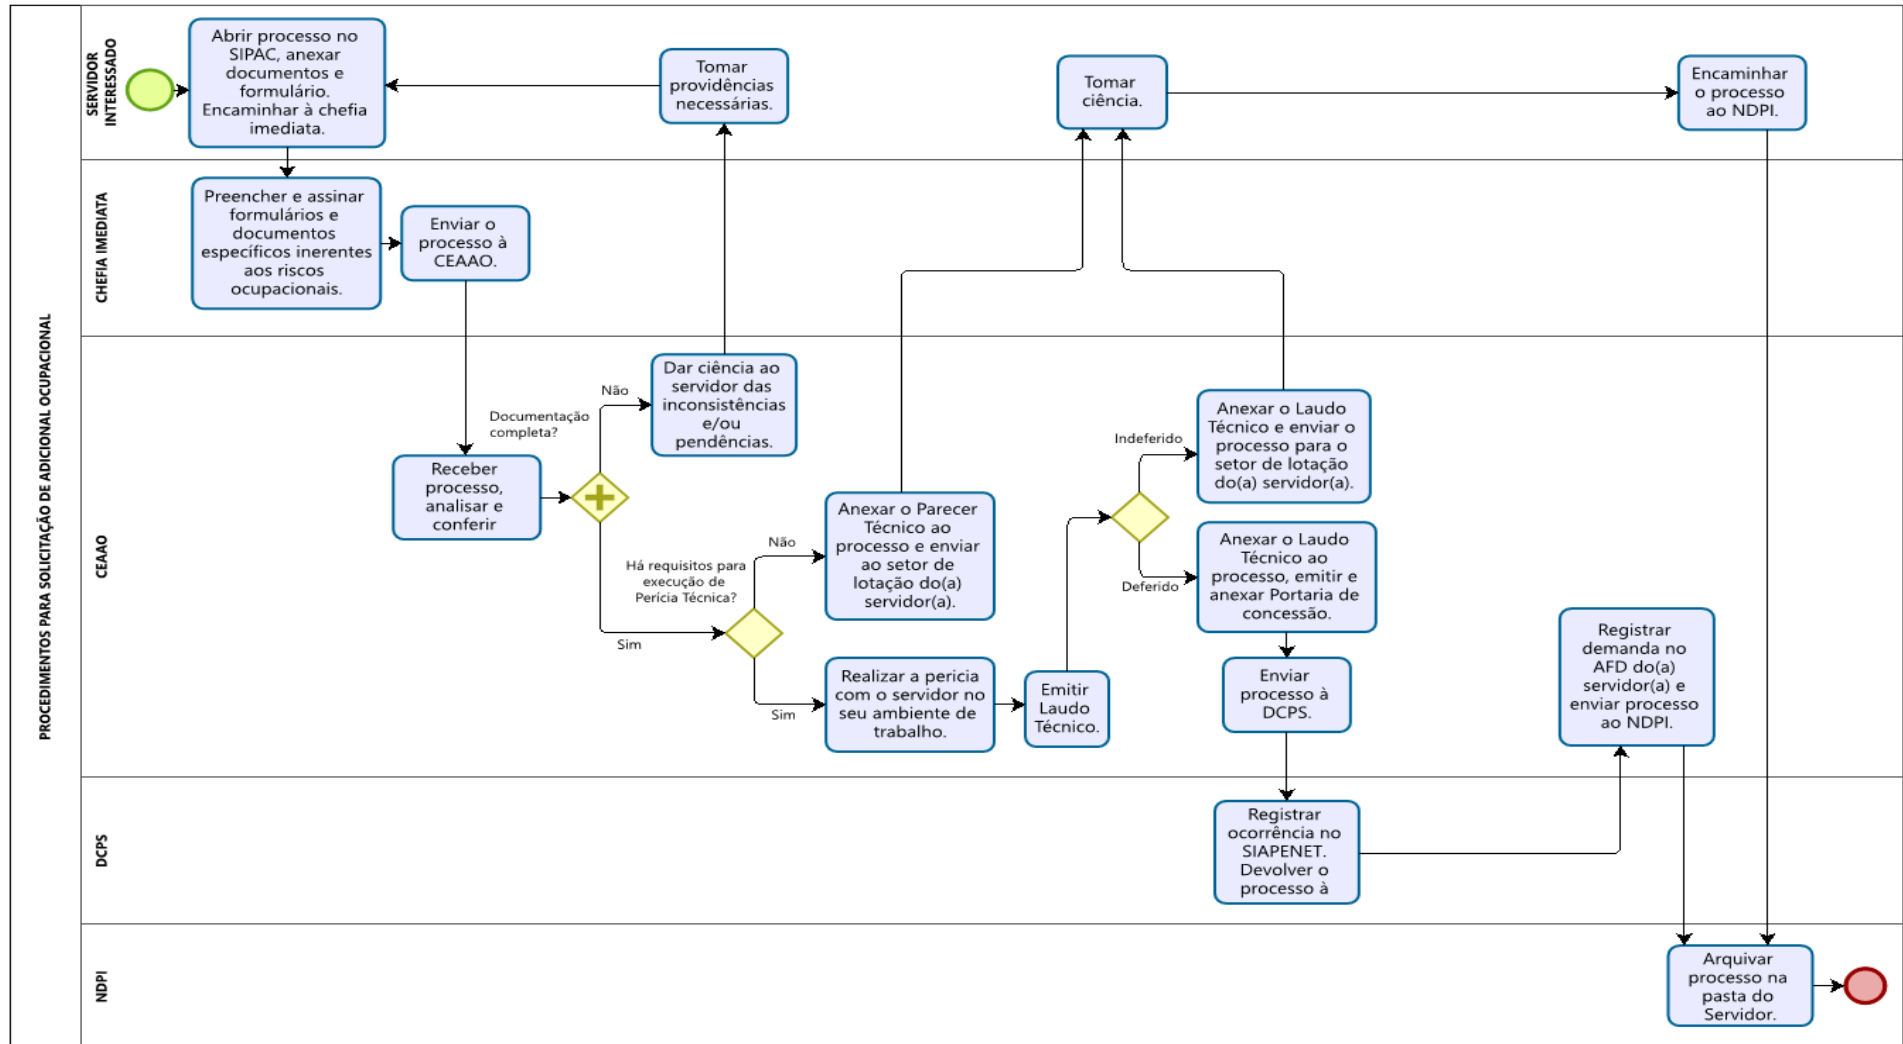 PROCEDIMENTOS PARA SOLICITAÇÃO DE ADICIONAL OCUPACIONAL
SERVIDOR
INTERESSADO
Abrir processo no
SIPAC, anexar
documentos e
formulário.
Encaminhar à chefia
imediata.
Tomar
providências
necessárias.
Tomar
ciência.
Encaminhar
o processo
ao NDPI.
CHEFIA IMEDIATA
Preencher e assinar
formulários e
documentos
específicos inerentes
aos riscos
ocupacionais.
Enviar o
processo à
CEAAO.
CEAAO
Receber
processo,
analisar e
conferir
Documentação
completa?
Não
Dar ciência ao
servidor das
inconsistências
e/ou
pendências.
Sim
Há requisitos para
execução de
Perícia Técnica?
Não
Anexar o Parecer
Técnico ao
processo e enviar
ao setor de
lotação do(a)
servidor(a).
Sim
Realizar a pericia
com o servidor no
seu ambiente de
trabalho.
Emitir
Laudo
Técnico.
Indeferido
Anexar o Laudo
Técnico e enviar o
processo para o
setor de lotação
do(a) servidor(a).
Deferido
Anexar o Laudo
Técnico ao
processo, emitir e
anexar Portaria de
concessão.
Enviar
processo à
DCPS.
Registrar
demanda no
AFD do(a)
servidor(a) e
enviar processo
ao NDPI.
DCPS
Registrar
ocorrência no
SIAPENET.
Devolver o
processo à
NDPI
Arquivar
processo na
pasta do
Servidor.